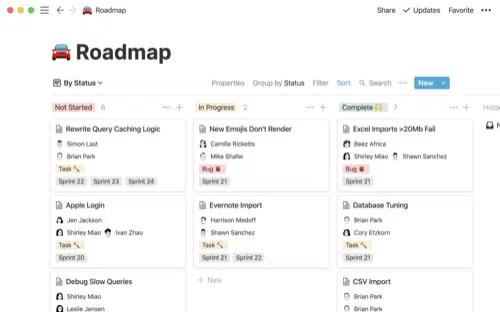 Roadmap
Share Updates Favorite
Roadmap
By Status
Properties Group by Status Filter Sort Search New
Not Started 6
In Progress 2
Complete 7
Hidde
Rewrite Query Caching Logic
Simon Last
Brian Park
Task
Sprint 22 Sprint 23 Sprint 24
Apple Login
Jen Jackson
Shirley Miao Ivan Zhao
Task
Sprint 20
Debug Slow Queries
Shirley Miao
Leslie Jensen
New Emojis Don't Render
Camille Ricketts
Mike Shafer
Bug
Sprint 21
Evernote Import
Harrison Medoff
Shawn Sanchez
Task
Sprint 21 Sprint 22
New
Excel Imports >20Mb Fail
Beez Africa
Shirley Miao Shawn Sanchez
Bug
Sprint 21
Database Tuning
Brian Park
Cory Etzkorn
Task
Sprint 21
CSV Import
Brian Park
Brian Park
N